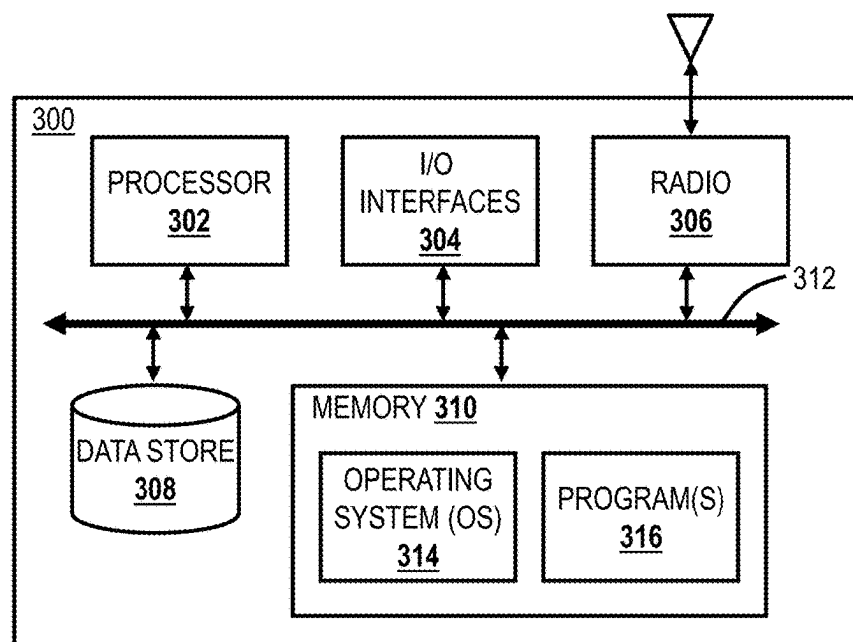 300
PROCESSOR
302
I/O
INTERFACES
304
RADIO
306
312
DATA STORE
308
MEMORY 310
OPERATING
SYSTEM (OS)
314
PROGRAM(S)
316